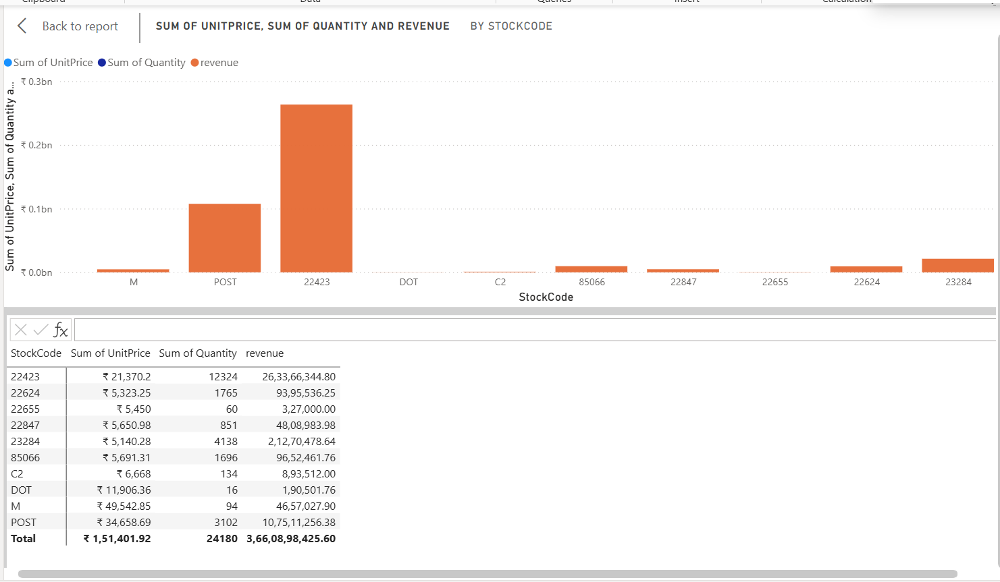 Clipboard Data Queries Insert Calculation
Back to report SUM OF UNITPRICE, SUM OF QUANTITY AND REVENUE BY STOCKCODE
Sum of UnitPrice Sum of Quantity revenue
Sum of UnitPrice, Sum of Quantity a...
₹ 0.3bn
₹ 0.2bn
₹ 0.1bn
₹ 0.0bn
M POST 22423 DOT C2 85066 22847 22655 22624 23284
StockCode
fx
StockCode Sum of UnitPrice Sum of Quantity revenue
22423 ₹ 21,370.2 12324 26,33,66,344.80
22624 ₹ 5,323.25 1765 93,95,536.25
22655 ₹ 5,450 60 3,27,000.00
22847 ₹ 5,650.98 851 48,08,983.98
23284 ₹ 5,140.28 4138 2,12,70,478.64
85066 ₹ 5,691.31 1696 96,52,461.76
C2 ₹ 6,668 134 8,93,512.00
DOT ₹ 11,906.36 16 1,90,501.76
M ₹ 49,542.85 94 46,57,027.90
POST ₹ 34,658.69 3102 10,75,11,256.38
Total ₹ 1,51,401.92 24180 3,66,08,98,425.60